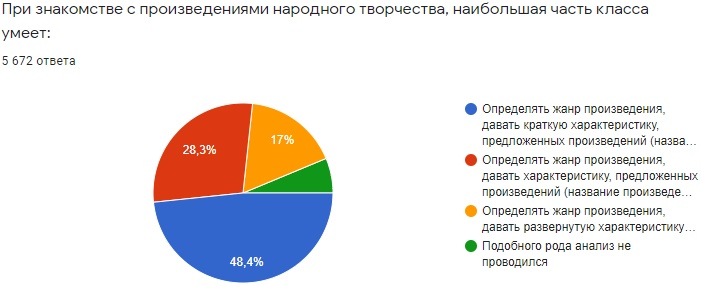 При знакомстве с произведениями народного творчества, наибольшая часть класса
умеет:
5 672 ответа
17%
28,3%
48,4%
Определять жанр произведения,
давать краткую характеристику,
предложенных произведений (назва…
Определять жанр произведения,
давать характеристику, предложенных
произведений (название произведе…
Определять жанр произведения,
давать развернутую характеристику…
Подобного рода анализ не
проводился